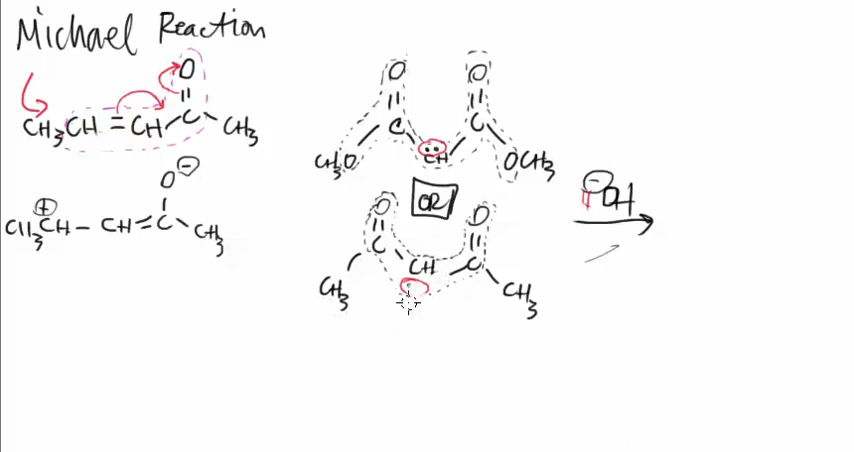 Michael Reaction
O
||
CH₃CH=CH-C-CH₃
O⊖
CH₃CH⊕-CH=C-CH₃
O O
|| ||
C C
CH₃O CH OCH₃
OR
⊖OH
O O
|| ||
C CH C
CH₃ CH₃